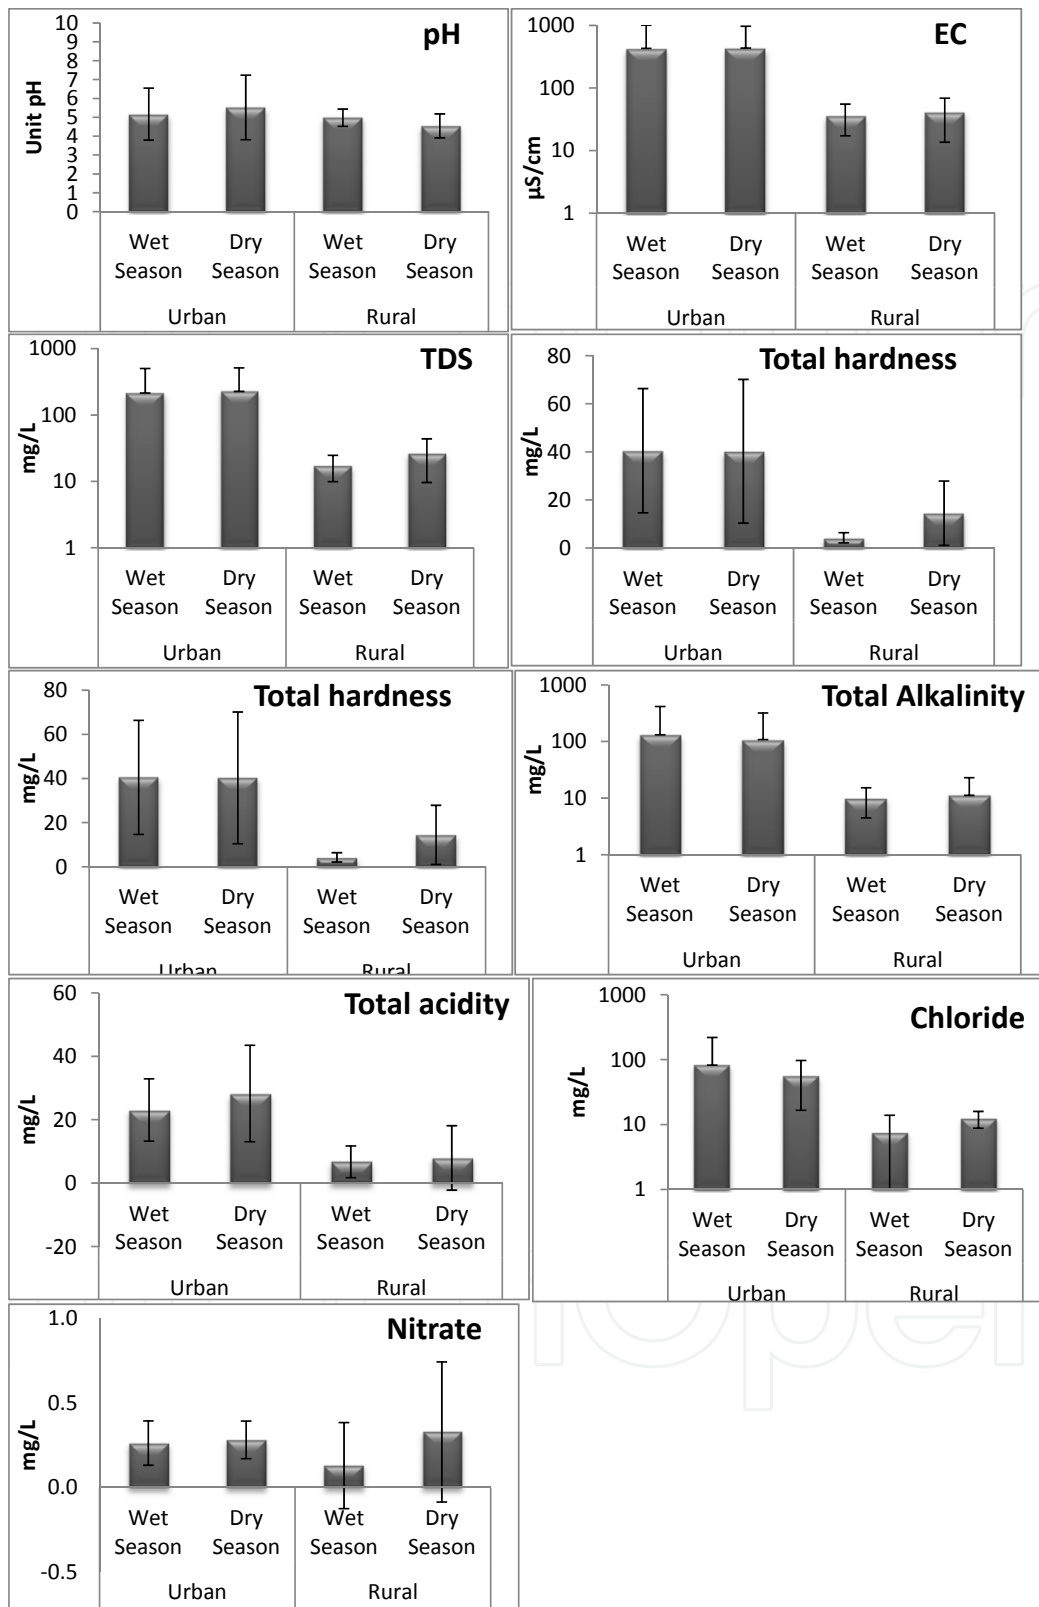 pH
Unit pH
10
9
8
7
6
5
4
3
2
1
0
Wet Season
Dry Season
Wet Season
Dry Season
Urban
Rural
EC
µS/cm
1000
100
10
1
Wet Season
Dry Season
Wet Season
Dry Season
Urban
Rural
TDS
mg/L
1000
100
10
1
Wet Season
Dry Season
Wet Season
Dry Season
Urban
Rural
Total hardness
mg/L
80
60
40
20
0
Wet Season
Dry Season
Wet Season
Dry Season
Urban
Rural
Total hardness
mg/L
80
60
40
20
0
Wet Season
Dry Season
Wet Season
Dry Season
Urban
Rural
Total Alkalinity
mg/L
1000
100
10
1
Wet Season
Dry Season
Wet Season
Dry Season
Urban
Rural
Total acidity
mg/L
60
40
20
0
-20
Wet Season
Dry Season
Wet Season
Dry Season
Urban
Rural
Chloride
mg/L
1000
100
10
1
Wet Season
Dry Season
Wet Season
Dry Season
Urban
Rural
Nitrate
mg/L
1.0
0.5
0.0
-0.5
Wet Season
Dry Season
Wet Season
Dry Season
Urban
Rural